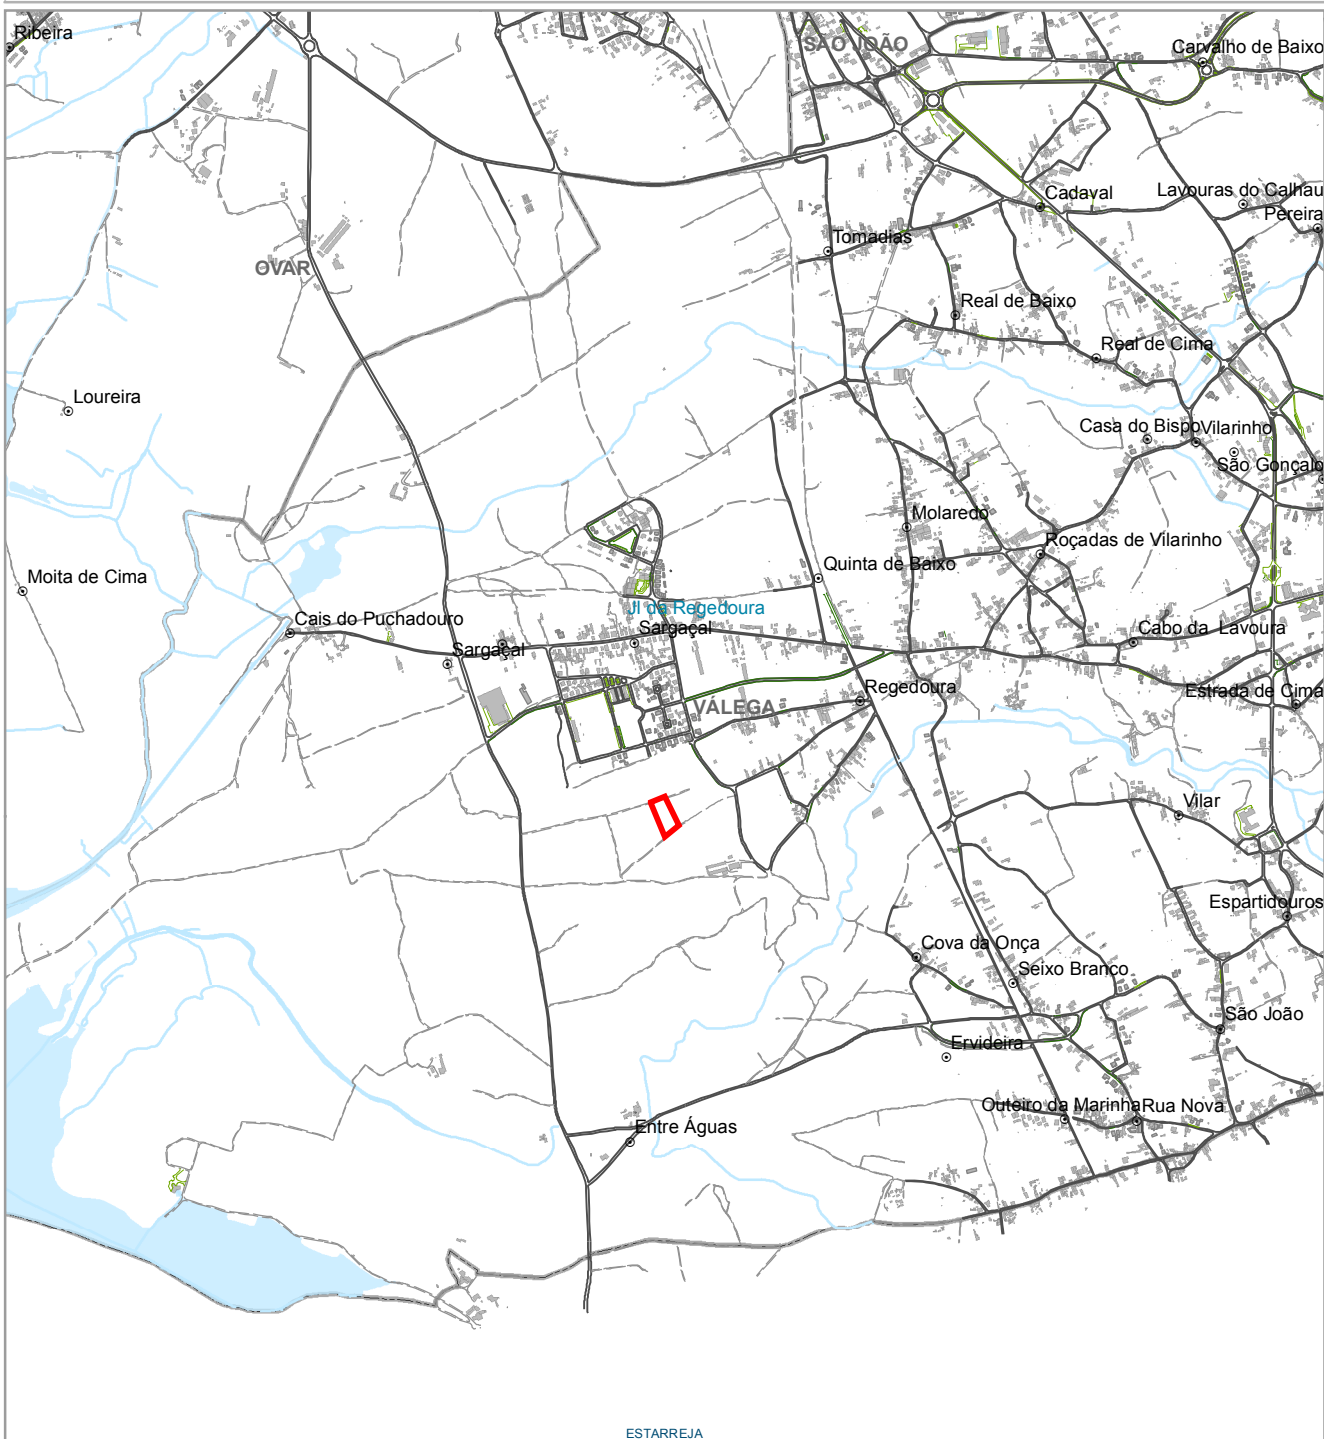 Ribeira
SÃO JOÃO
Carvalho de Baixo
Cadaval
Lavouras do Calhau
Pereira
Tomadias
OVAR
Real de Baixo
Real de Cima
Loureira
Casa do Bispo
Vilarinho
São Gonçalo
Molaredo
Roçadas de Vilarinho
Quinta de Baixo
Moita de Cima
JI da Regedoura
Cais do Puchadouro
Sargaçal
Sargaçal
Cabo da Lavoura
Regedoura
Estrada de Cima
VÁLEGA
Vilar
Espartidouros
Cova da Onça
Seixo Branco
São João
Ervideira
Outeiro da Marinha
Rua Nova
Entre Águas
ESTARREJA